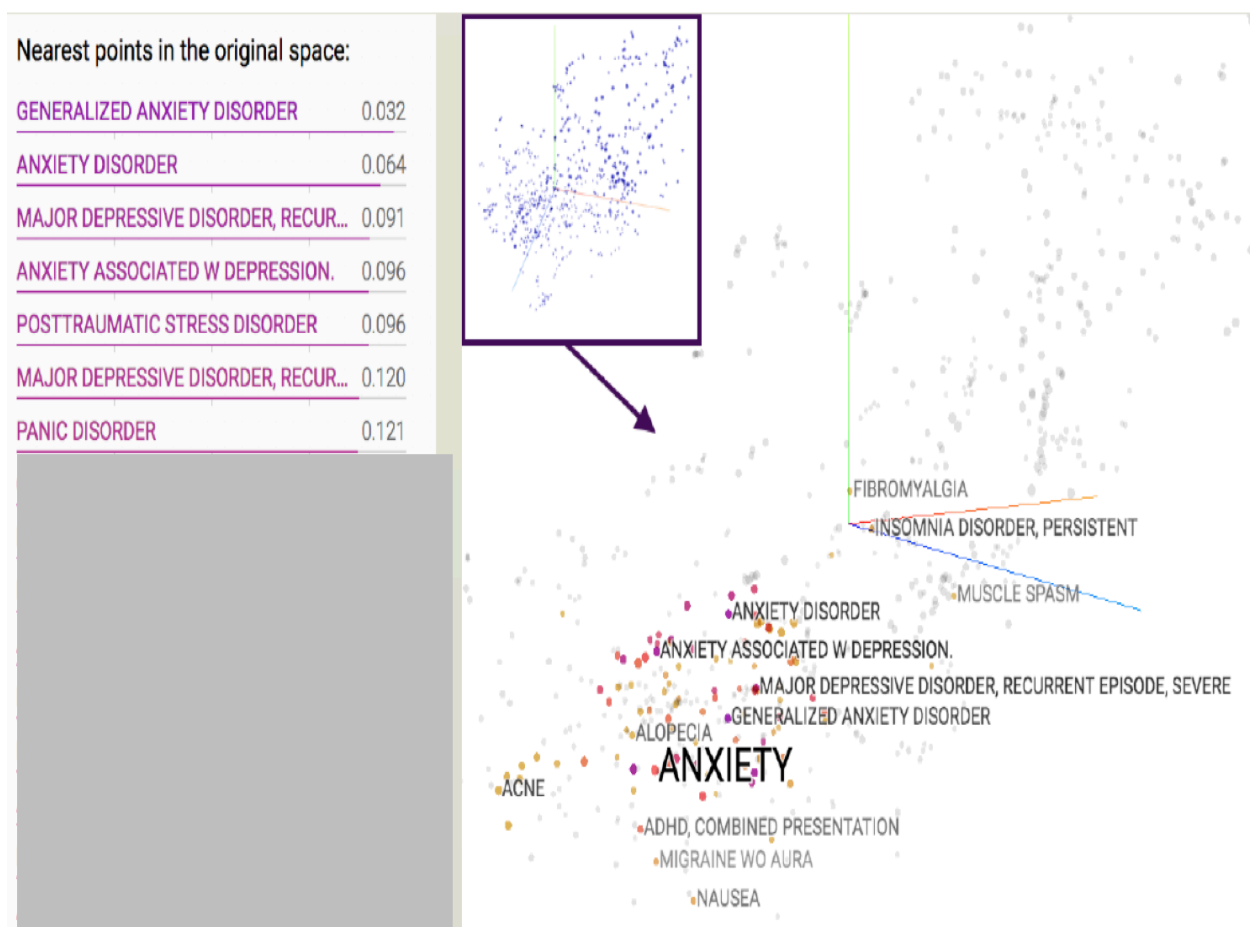 Nearest points in the original space:
GENERALIZED ANXIETY DISORDER 0.032
ANXIETY DISORDER 0.064
MAJOR DEPRESSIVE DISORDER, RECUR... 0.091
ANXIETY ASSOCIATED W DEPRESSION. 0.096
POSTTRAUMATIC STRESS DISORDER 0.096
MAJOR DEPRESSIVE DISORDER, RECUR... 0.120
PANIC DISORDER 0.121
FIBROMYALGIA
INSOMNIA DISORDER, PERSISTENT
MUSCLE SPASM
ANXIETY DISORDER
ANXIETY ASSOCIATED W DEPRESSION.
MAJOR DEPRESSIVE DISORDER, RECURRENT EPISODE, SEVERE
GENERALIZED ANXIETY DISORDER
ALOPECIA
ANXIETY
ACNE
ADHD, COMBINED PRESENTATION
MIGRAINE WO AURA
NAUSEA